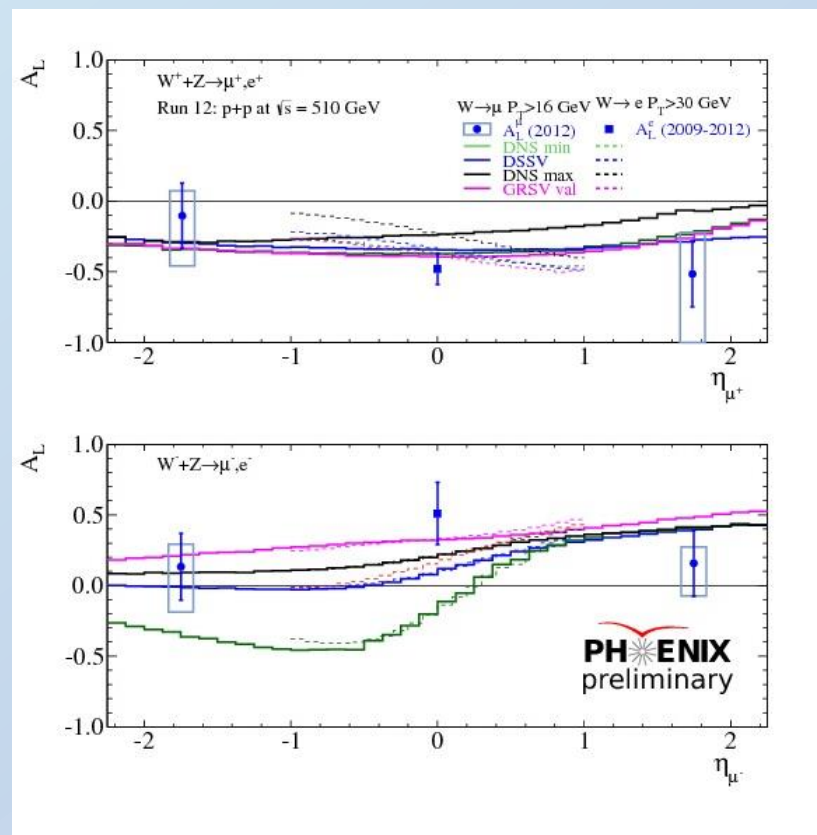 A_L
1.0
W⁺+Z→μ⁺,e⁺
Run 12: p+p at √s = 510 GeV
W→μ P_T>16 GeV W→ e P_T>30 GeV
A_L^μ (2012) A_L^e (2009-2012)
DNS min
DSSV
DNS max
GRSV val
0.5
0.0
-0.5
-1.0
-2 -1 0 1 2
η_μ⁺
A_L
1.0
W⁻+Z→μ⁻,e⁻
0.5
0.0
-0.5
-1.0
PHENIX
preliminary
-2 -1 0 1 2
η_μ⁻